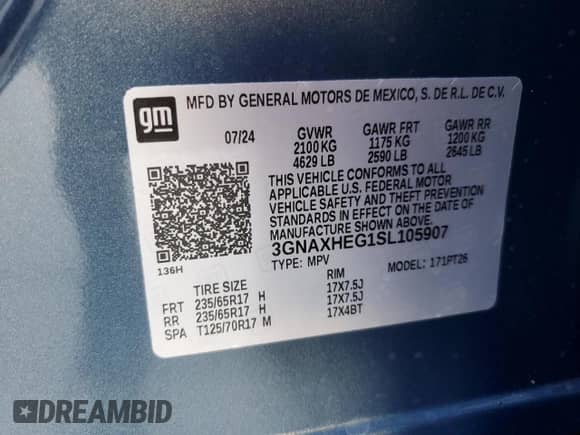 gm
MFD BY GENERAL MOTORS DE MEXICO, S. DE R.L. DE C.V.
07/24 GVWR GAWR FRT GAWR RR
2100 KG 1175 KG 1200 KG
4629 LB 2590 LB 2645 LB
THIS VEHICLE CONFORMS TO ALL
APPLICABLE U.S. FEDERAL MOTOR
VEHICLE SAFETY AND THEFT PREVENTION
STANDARDS IN EFFECT ON THE DATE OF
MANUFACTURE SHOWN ABOVE.
3GNAXHEG1SL105907
136H
TYPE: MPV MODEL: 171PT26
TIRE SIZE RIM
FRT 235/65R17 H 17X7.5J
RR 235/65R17 H 17X7.5J
SPA T125/70R17 M 17X4BT
DREAMBID